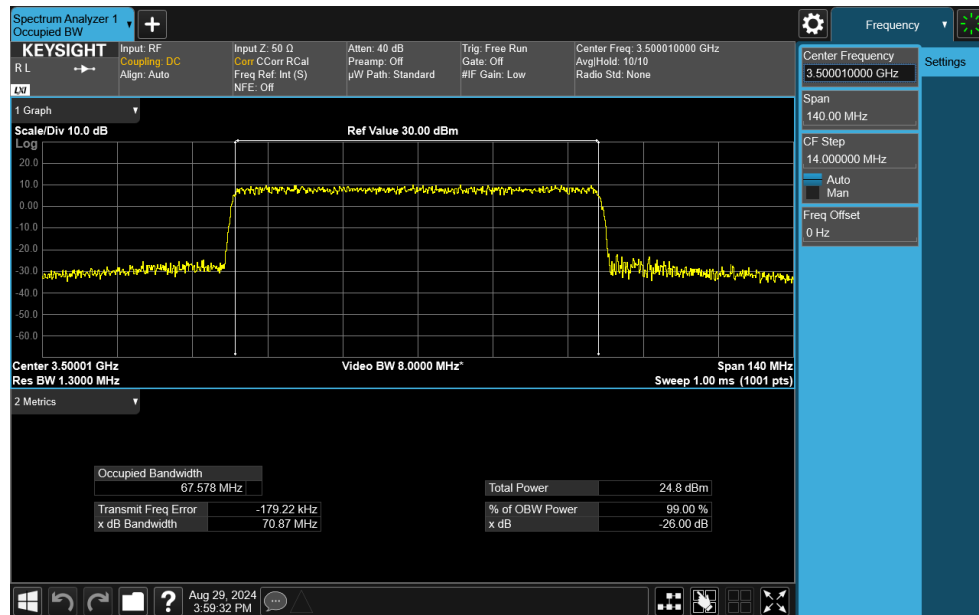 Spectrum Analyzer 1
Occupied BW
Frequency
KEYSIGHT
R L
LXI
Input: RF
Coupling: DC
Align: Auto
Input Z: 50 Ω
Corr CCorr RCal
Freq Ref: Int (S)
NFE: Off
Atten: 40 dB
Preamp: Off
µW Path: Standard
Trig: Free Run
Gate: Off
#IF Gain: Low
Center Freq: 3.500010000 GHz
Avg|Hold: 10/10
Radio Std: None
Center Frequency
3.500010000 GHz
Settings
Span
140.00 MHz
CF Step
14.000000 MHz
Auto
Man
Freq Offset
0 Hz
1 Graph
Scale/Div 10.0 dB
Ref Value 30.00 dBm
Log
20.0
10.0
0.00
-10.0
-20.0
-30.0
-40.0
-50.0
-60.0
Center 3.50001 GHz
Video BW 8.0000 MHz*
Span 140 MHz
Res BW 1.3000 MHz
Sweep 1.00 ms (1001 pts)
2 Metrics
Occupied Bandwidth
67.578 MHz
Total Power 24.8 dBm
Transmit Freq Error -179.22 kHz
% of OBW Power 99.00 %
x dB Bandwidth 70.87 MHz
x dB -26.00 dB
?
Aug 29, 2024
3:59:32 PM